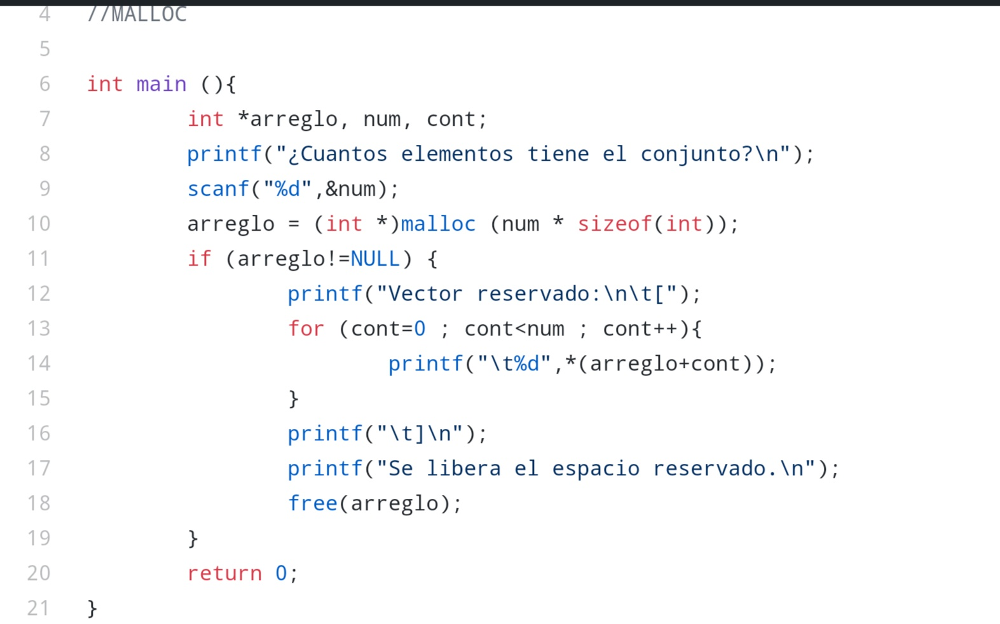 4 //MALLOC
5
6 int main (){
7 int *arreglo, num, cont;
8 printf("¿Cuantos elementos tiene el conjunto?\n");
9 scanf("%d",&num);
10 arreglo = (int *)malloc (num * sizeof(int));
11 if (arreglo!=NULL) {
12 printf("Vector reservado:\n\t[");
13 for (cont=0 ; cont<num ; cont++){
14 printf("\t%d",*(arreglo+cont));
15 }
16 printf("\t]\n");
17 printf("Se libera el espacio reservado.\n");
18 free(arreglo);
19 }
20 return 0;
21 }